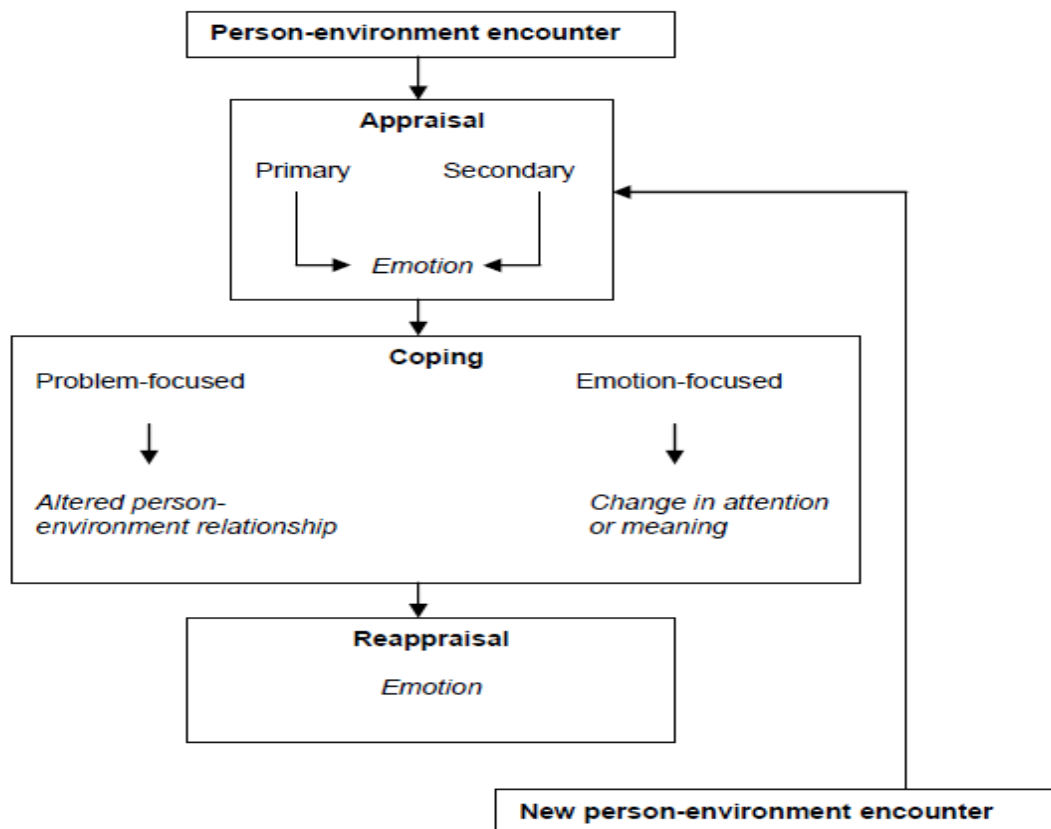 Person-environment encounter
Appraisal
Primary Secondary
Emotion
Coping
Problem-focused Emotion-focused
Altered person-
environment relationship
Change in attention
or meaning
Reappraisal
Emotion
New person-environment encounter